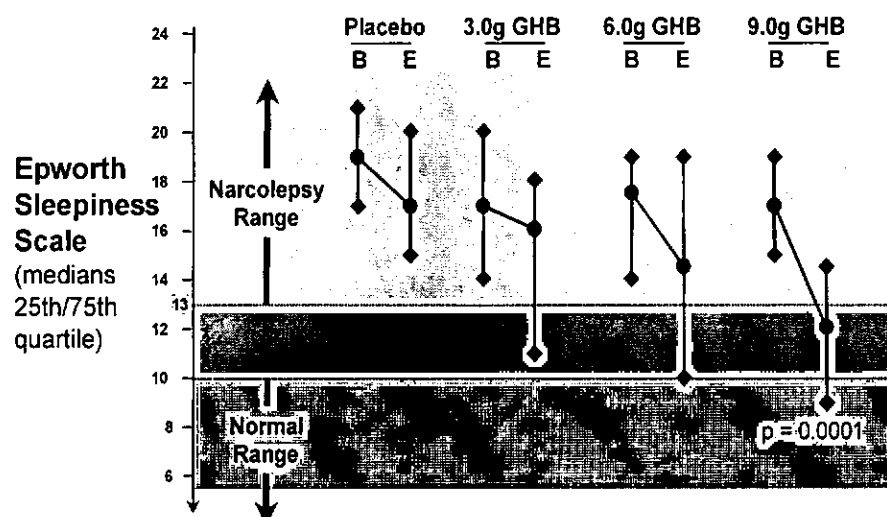 Placebo 3.0g GHB 6.0g GHB 9.0g GHB
B E B E B E B E
24
22
20
18
16
14
13
12
10
8
6
Epworth
Sleepiness
Scale
(medians
25th/75th
quartile)
Narcolepsy
Range
Normal
Range
p = 0.0001